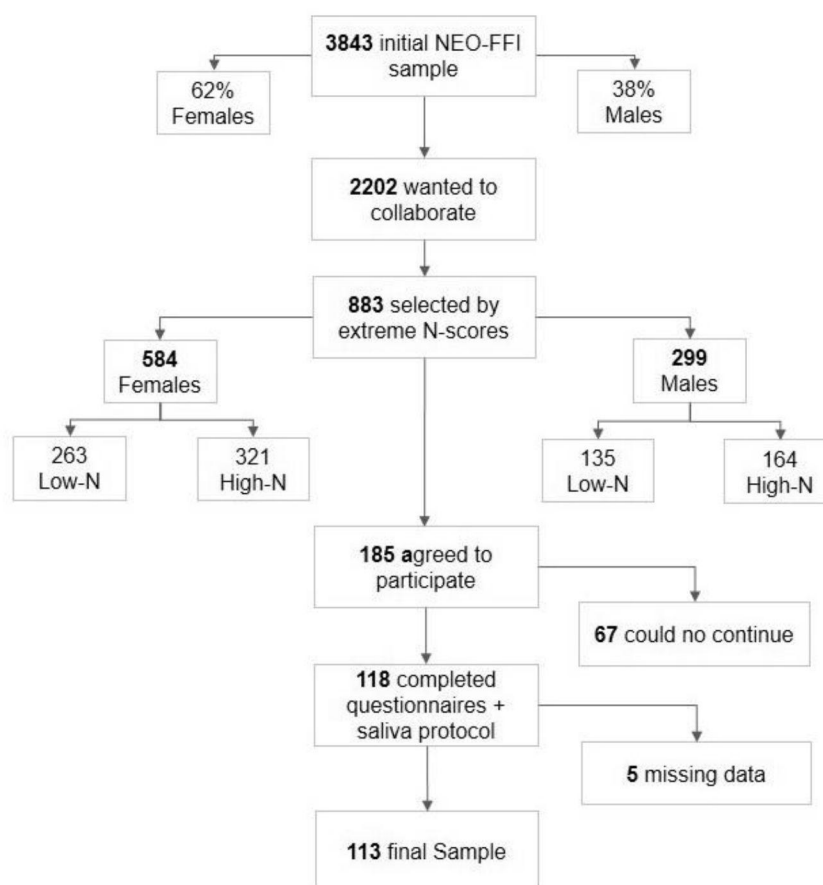 3843 initial NEO-FFI
sample
62%
Females
38%
Males
2202 wanted to
collaborate
883 selected by
extreme N-scores
584
Females
299
Males
263
Low-N
321
High-N
135
Low-N
164
High-N
185 agreed to
participate
67 could no continue
118 completed
questionnaires +
saliva protocol
5 missing data
113 final Sample